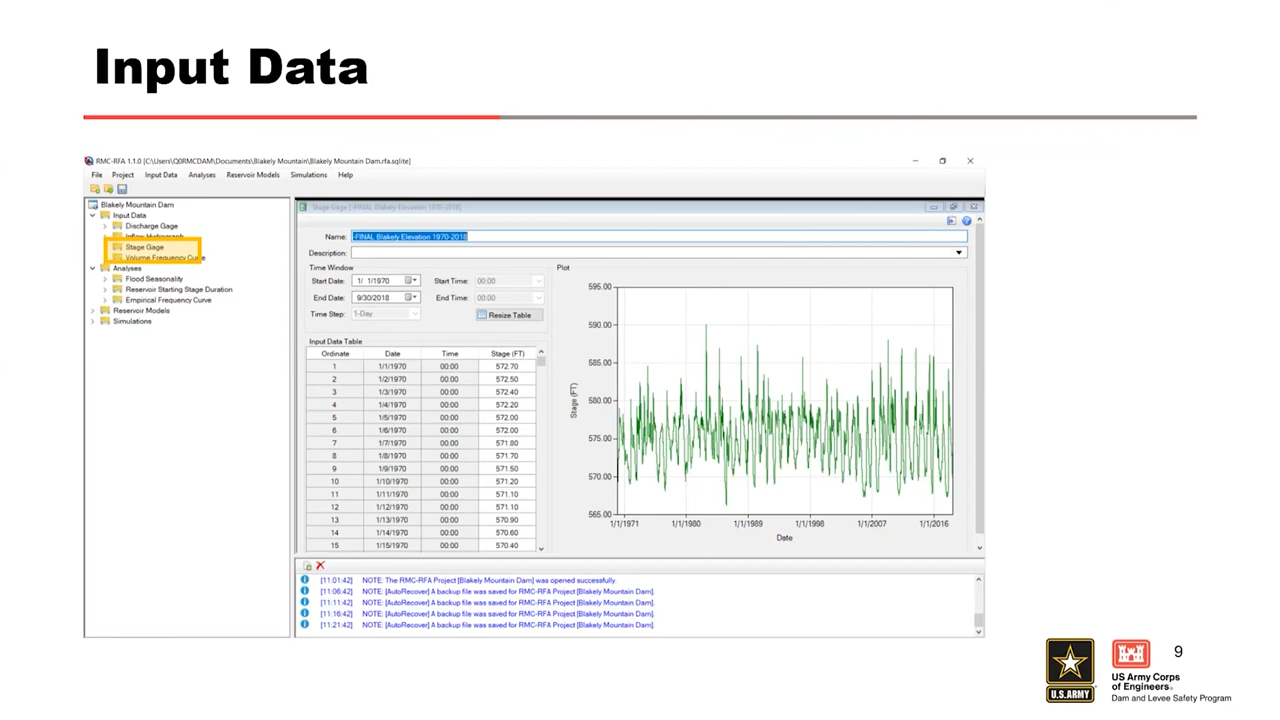 Input Data
RMC-RFA 1.1.0 [C:\Users\Q0RMCDAM\Documents\Blakely Mountain\Blakely Mountain Dam.rfa.sqlite]
File Project Input Data Analyses Reservoir Models Simulations Help
Blakely Mountain Dam
Input Data
Discharge Gage
Inflow Hydrograph
Stage Gage
Volume Frequency Curve
Analyses
Flood Seasonality
Reservoir Starting Stage Duration
Empirical Frequency Curve
Reservoir Models
Simulations
Stage Gage [-FINAL Blakely Elevation 1970-2018]
Name: -FINAL Blakely Elevation 1970-2018
Description:
Time Window
Start Date: 1/ 1/1970 Start Time: 00:00
End Date: 9/30/2018 End Time: 00:00
Time Step: 1-Day Resize Table
Input Data Table
Ordinate Date Time Stage (FT)
1 1/1/1970 00:00 572.70
2 1/2/1970 00:00 572.50
3 1/3/1970 00:00 572.40
4 1/4/1970 00:00 572.20
5 1/5/1970 00:00 572.00
6 1/6/1970 00:00 572.00
7 1/7/1970 00:00 571.80
8 1/8/1970 00:00 571.70
9 1/9/1970 00:00 571.50
10 1/10/1970 00:00 571.20
11 1/11/1970 00:00 571.10
12 1/12/1970 00:00 571.10
13 1/13/1970 00:00 570.90
14 1/14/1970 00:00 570.60
15 1/15/1970 00:00 570.40
Plot
595.00
590.00
585.00
580.00
575.00
570.00
565.00
Stage (FT)
1/1/1971 1/1/1980 1/1/1989 1/1/1998 1/1/2007 1/1/2016
Date
[11:01:42] NOTE: The RMC-RFA Project [Blakely Mountain Dam] was opened successfully.
[11:06:42] NOTE: [AutoRecover] A backup file was saved for RMC-RFA Project [Blakely Mountain Dam].
[11:11:42] NOTE: [AutoRecover] A backup file was saved for RMC-RFA Project [Blakely Mountain Dam].
[11:16:42] NOTE: [AutoRecover] A backup file was saved for RMC-RFA Project [Blakely Mountain Dam].
[11:21:42] NOTE: [AutoRecover] A backup file was saved for RMC-RFA Project [Blakely Mountain Dam].
9
U.S.ARMY
US Army Corps
of Engineers®
Dam and Levee Safety Program